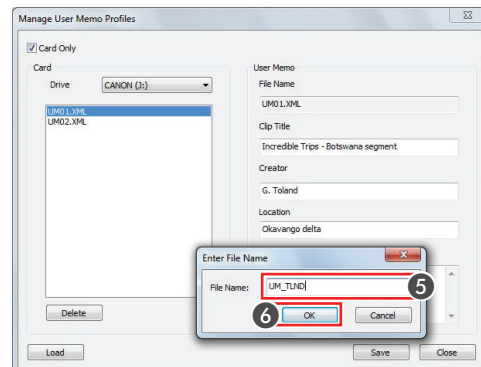 Manage User Memo Profiles
Card Only
Card
Drive
CANON (J:)
UM01.XML
UM02.XML
Delete
Load
User Memo
File Name
UM01.XML
Clip Title
Incredible Trips - Botswana segment
Creator
G. Toland
Location
Okavango delta
Enter File Name
File Name:
UM_TLND
5
6
OK
Cancel
Save
Close